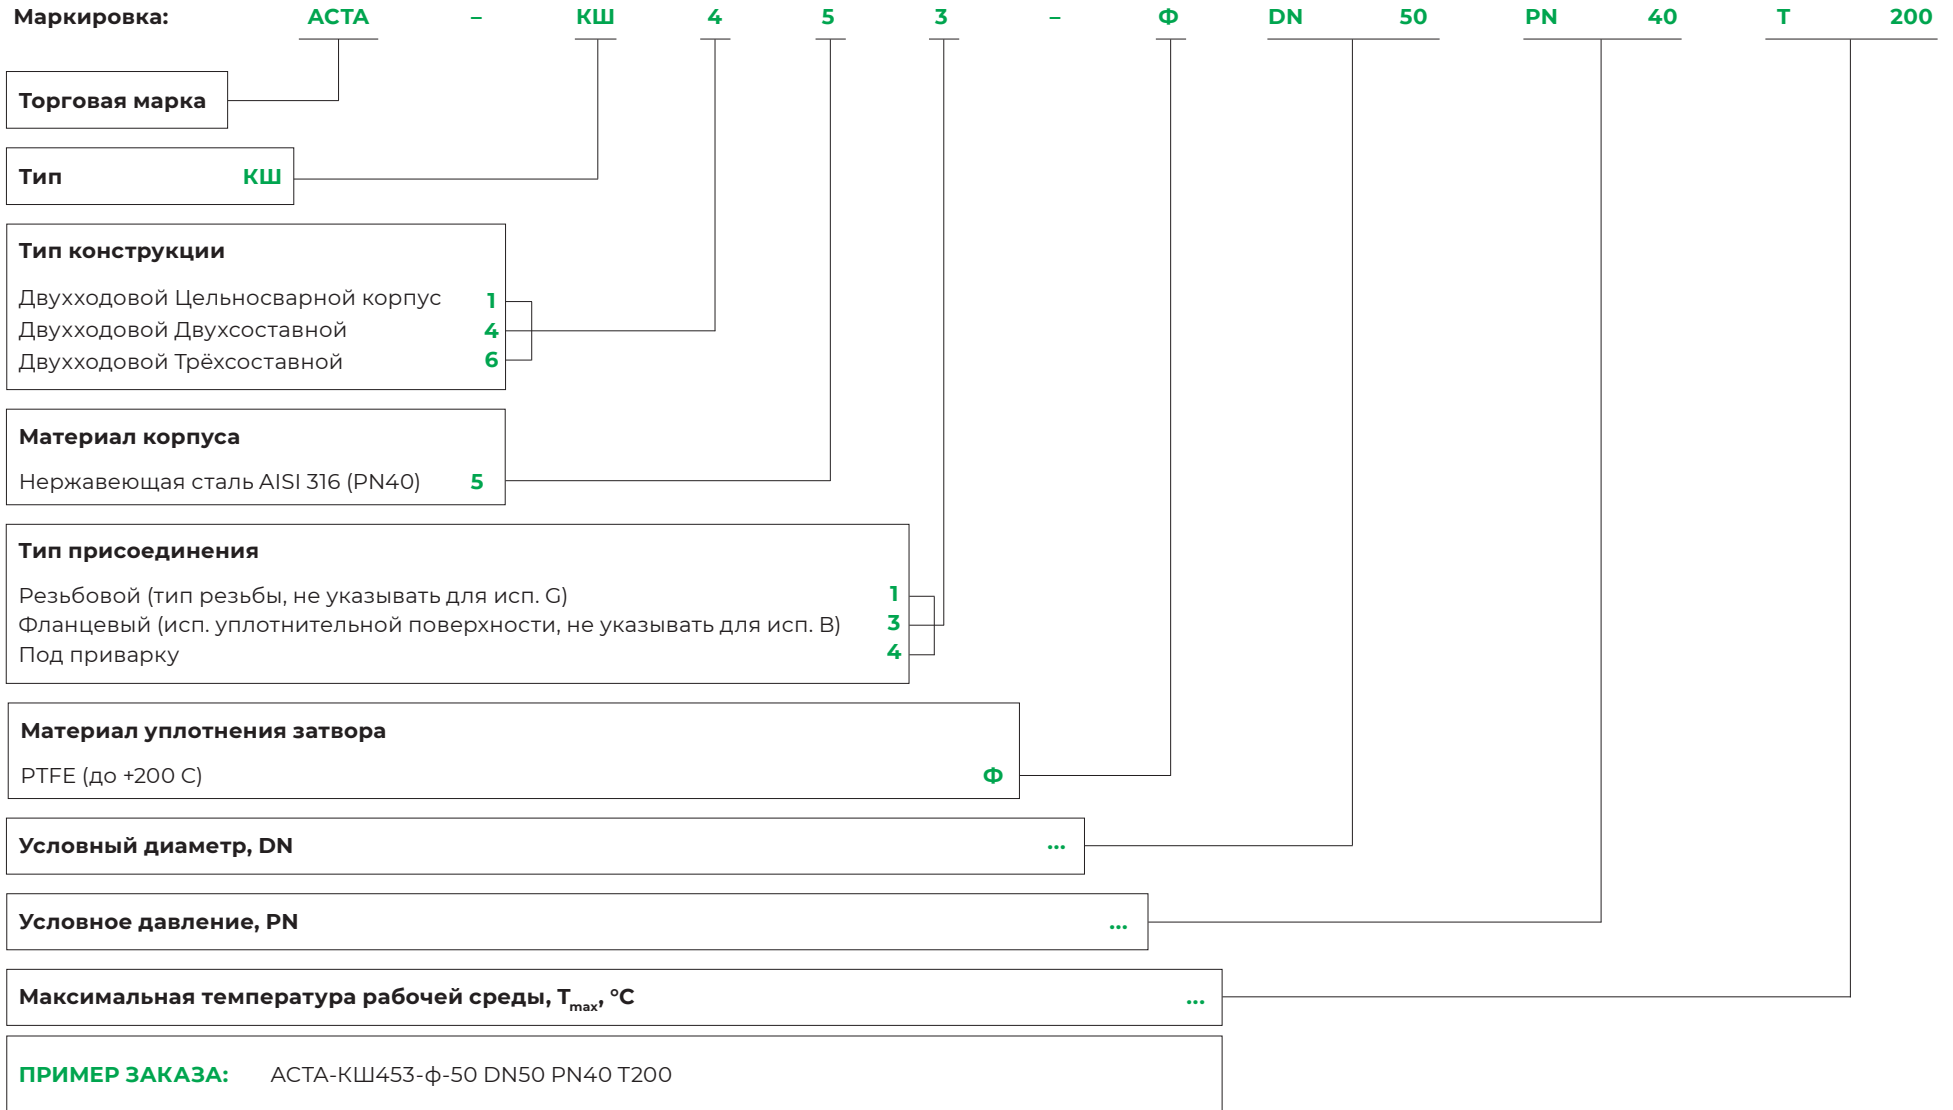 Маркировка: АСТА – КШ 4 5 3 – Ф DN 50 PN 40 Т 200
Торговая марка
Тип КШ
Тип конструкции
Двухходовой Цельносварной корпус 1
Двухходовой Двухсоставной 4
Двухходовой Трёхсоставной 6
Материал корпуса
Нержавеющая сталь AISI 316 (PN40) 5
Тип присоединения
Резьбовой (тип резьбы, не указывать для исп. G) 1
Фланцевый (исп. уплотнительной поверхности, не указывать для исп. В) 3
Под приварку 4
Материал уплотнения затвора
PTFE (до +200 С) Ф
Условный диаметр, DN ...
Условное давление, PN ...
Максимальная температура рабочей среды, Tmax, °С ...
ПРИМЕР ЗАКАЗА: АСТА-КШ453-ф-50 DN50 PN40 Т200